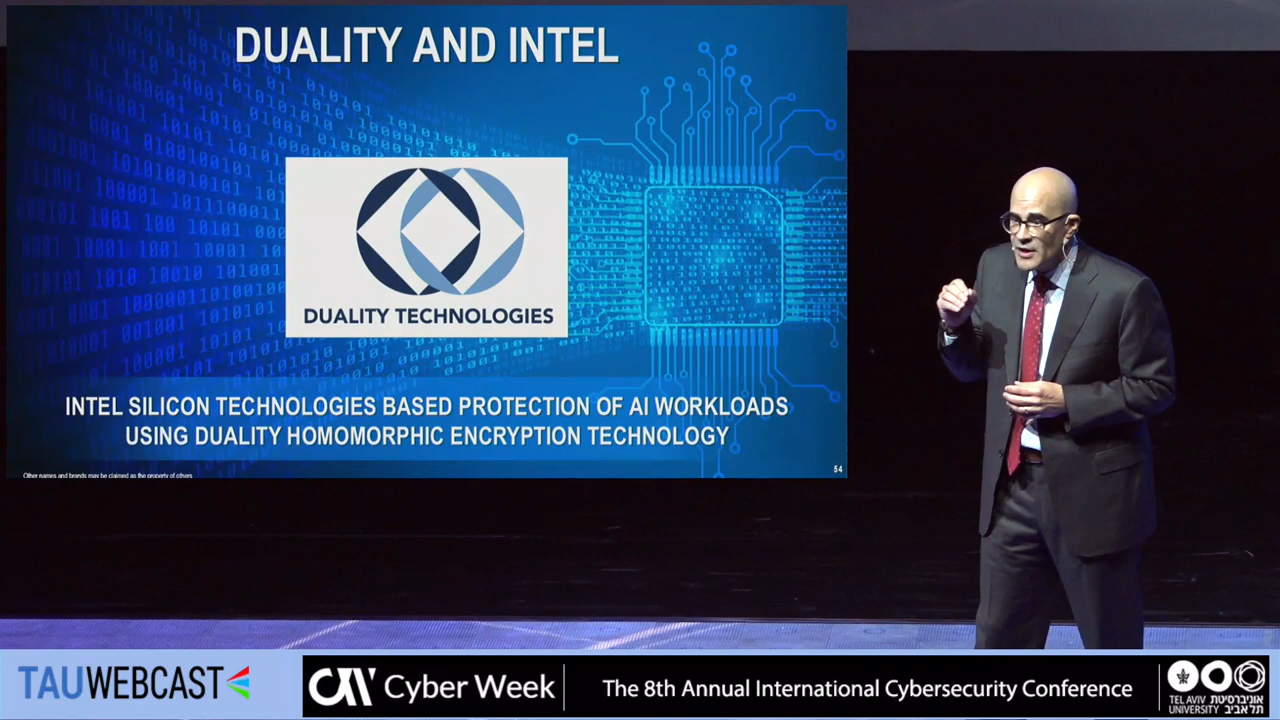 DUALITY AND INTEL
DUALITY TECHNOLOGIES
INTEL SILICON TECHNOLOGIES BASED PROTECTION OF AI WORKLOADS
USING DUALITY HOMOMORPHIC ENCRYPTION TECHNOLOGY
Other names and brands may be claimed as the property of others
54
TAUWEBCAST
Cyber Week
The 8th Annual International Cybersecurity Conference
TEL AVIV אוניברסיטת
UNIVERSITY תל אביב